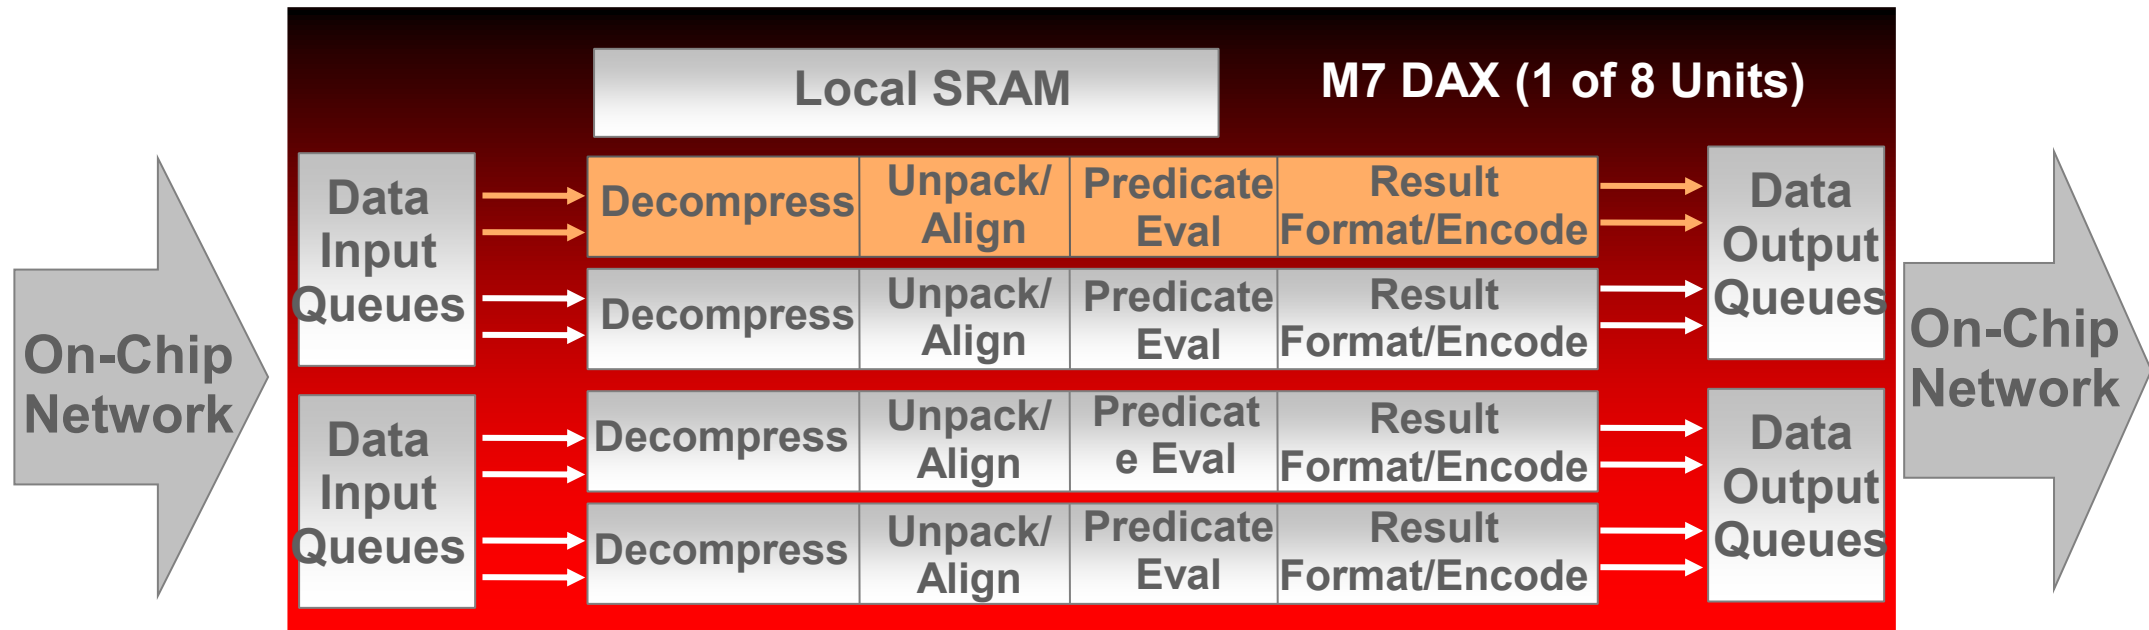 Local SRAM
M7 DAX (1 of 8 Units)
On-Chip
Network
Data
Input
Queues
Decompress
Unpack/
Align
Predicate
Eval
Result
Format/Encode
Decompress
Unpack/
Align
Predicate
Eval
Result
Format/Encode
Data
Output
Queues
Data
Input
Queues
Decompress
Unpack/
Align
Predicat
e Eval
Result
Format/Encode
Decompress
Unpack/
Align
Predicate
Eval
Result
Format/Encode
Data
Output
Queues
On-Chip
Network